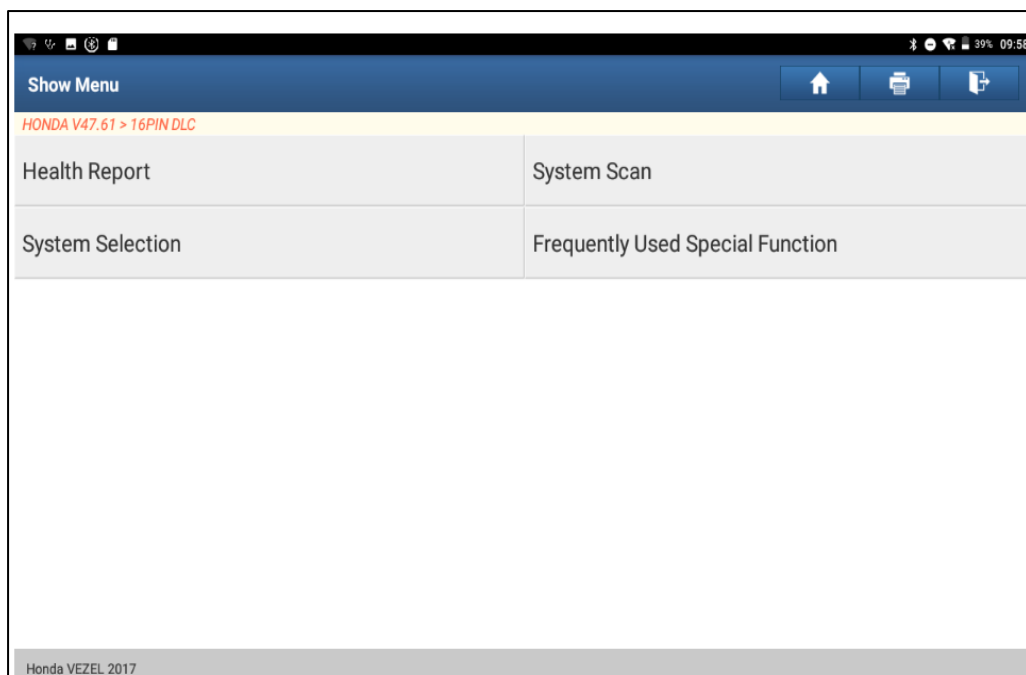 39% 09:58
Show Menu
HONDA V47.61 > 16PIN DLC
Health Report
System Scan
System Selection
Frequently Used Special Function
Honda VEZEL 2017